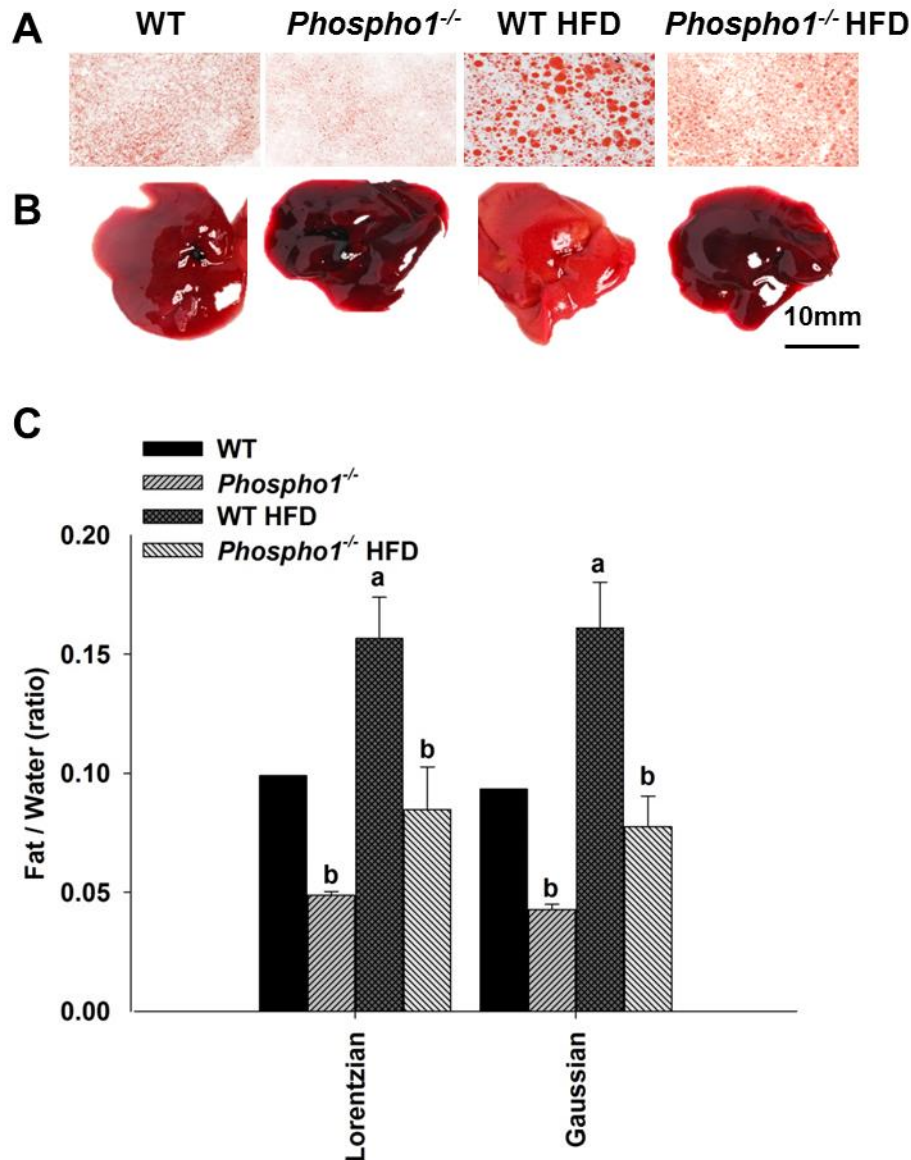 A WT Phospho1-/- WT HFD Phospho1-/- HFD
B
10mm
C
WT
Phospho1-/-
WT HFD
Phospho1-/- HFD
0.20
a
a
0.15
Fat / Water (ratio)
0.10
b
b
0.05
b
b
0.00
Lorentzian
Gaussian